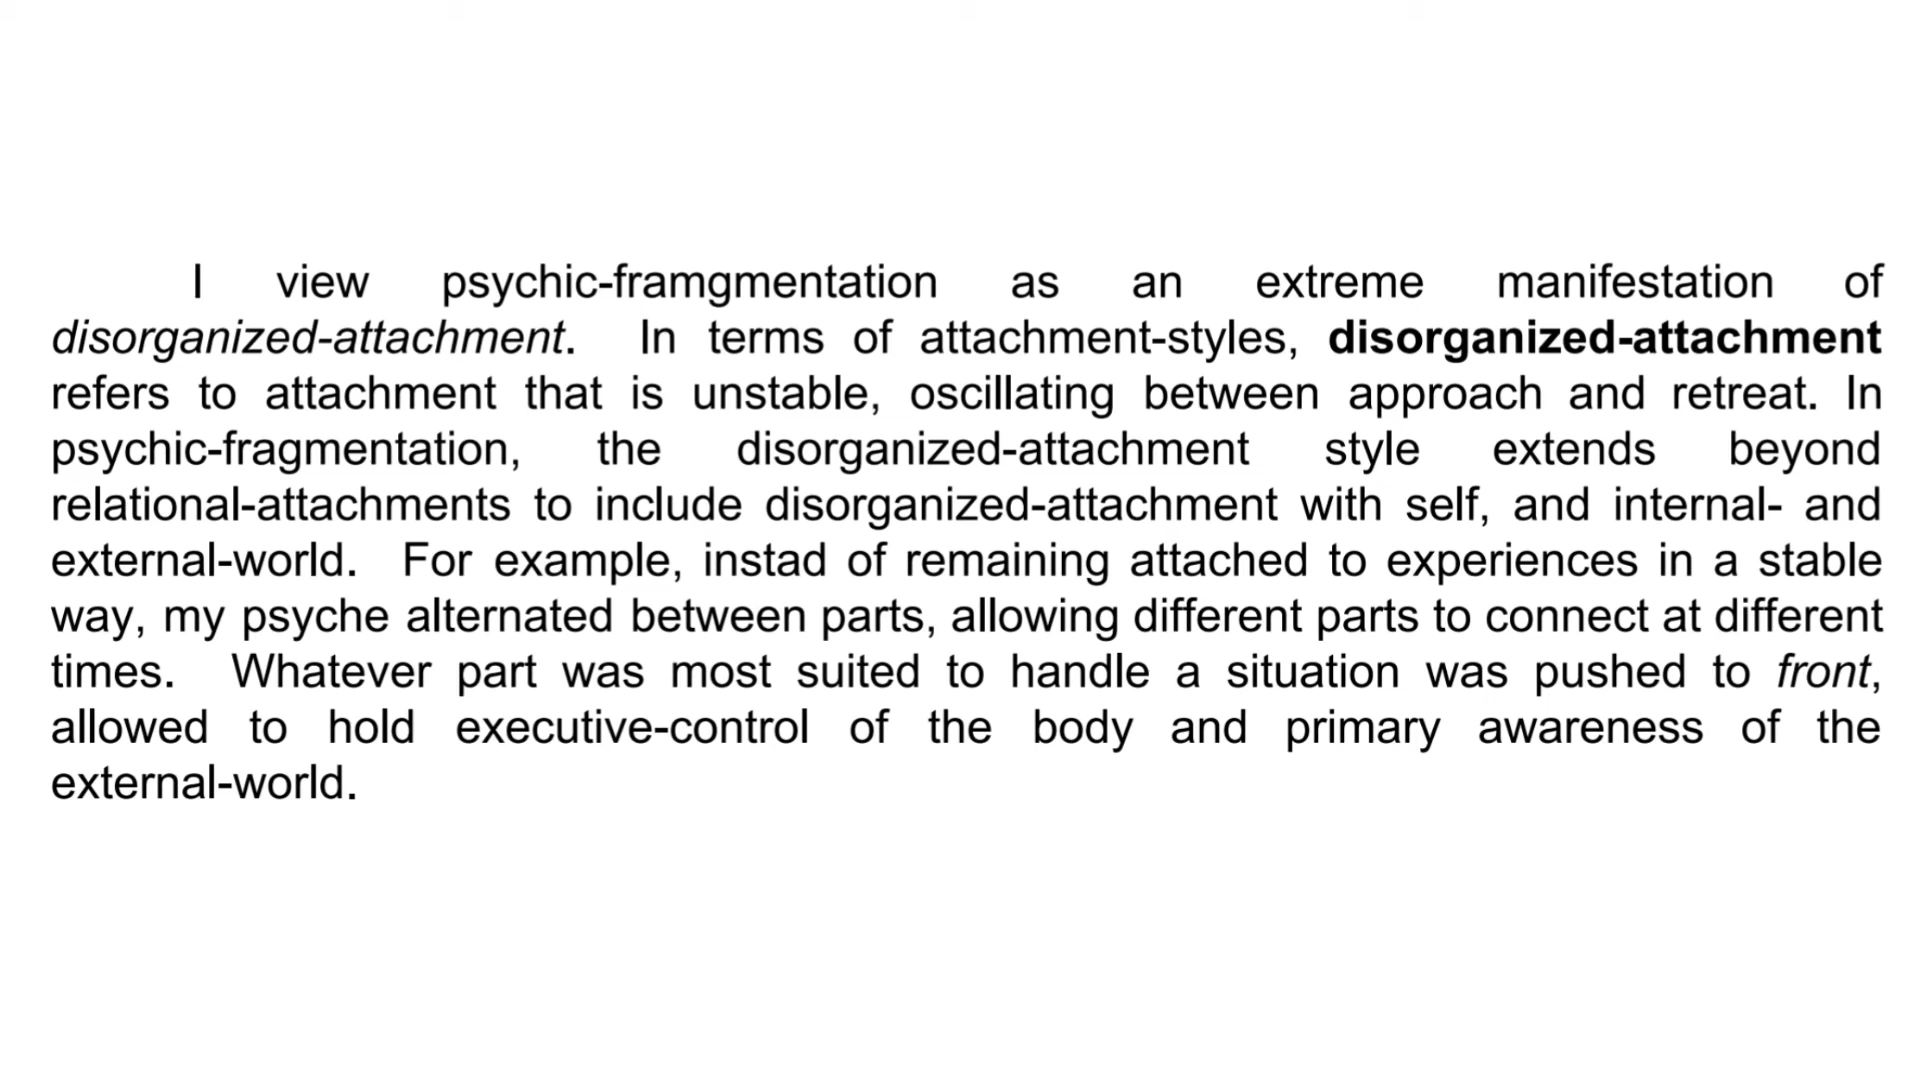 I view psychic-framgmentation as an extreme manifestation of
disorganized-attachment. In terms of attachment-styles, disorganized-attachment
refers to attachment that is unstable, oscillating between approach and retreat. In
psychic-fragmentation, the disorganized-attachment style extends beyond
relational-attachments to include disorganized-attachment with self, and internal- and
external-world. For example, instad of remaining attached to experiences in a stable
way, my psyche alternated between parts, allowing different parts to connect at different
times. Whatever part was most suited to handle a situation was pushed to front,
allowed to hold executive-control of the body and primary awareness of the
external-world.